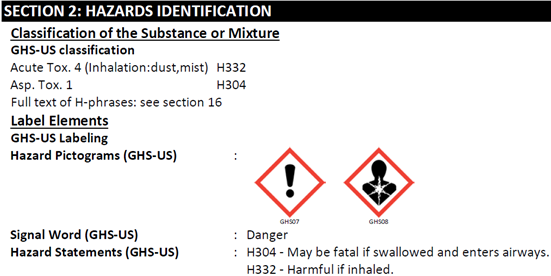 SECTION 2: HAZARDS IDENTIFICATION
Classification of the Substance or Mixture
GHS-US classification
Acute Tox. 4 (Inhalation:dust,mist) H332
Asp. Tox. 1 H304
Full text of H-phrases: see section 16
Label Elements
GHS-US Labeling
Hazard Pictograms (GHS-US) :
GHS07 GHS08
Signal Word (GHS-US) : Danger
Hazard Statements (GHS-US) : H304 - May be fatal if swallowed and enters airways.
H332 - Harmful if inhaled.